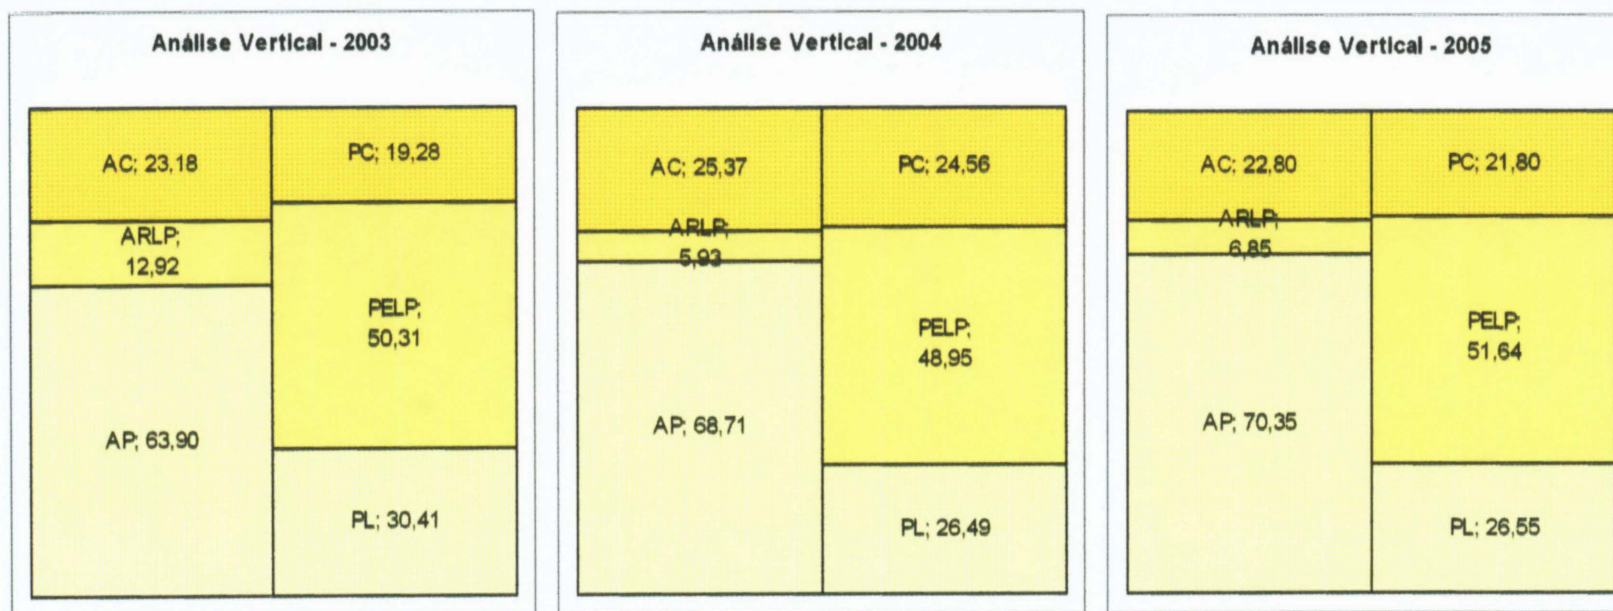 Análise Vertical - 2003
AC; 23,18
PC; 19,28
ARLP;
12,92
PELP;
50,31
AP; 63,90
PL; 30,41
Análise Vertical - 2004
AC; 25,37
PC; 24,56
ARLP;
5,93
PELP;
48,95
AP; 68,71
PL; 26,49
Análise Vertical - 2005
AC; 22,80
PC; 21,80
ARLP;
6,85
PELP;
51,64
AP; 70,35
PL; 26,55